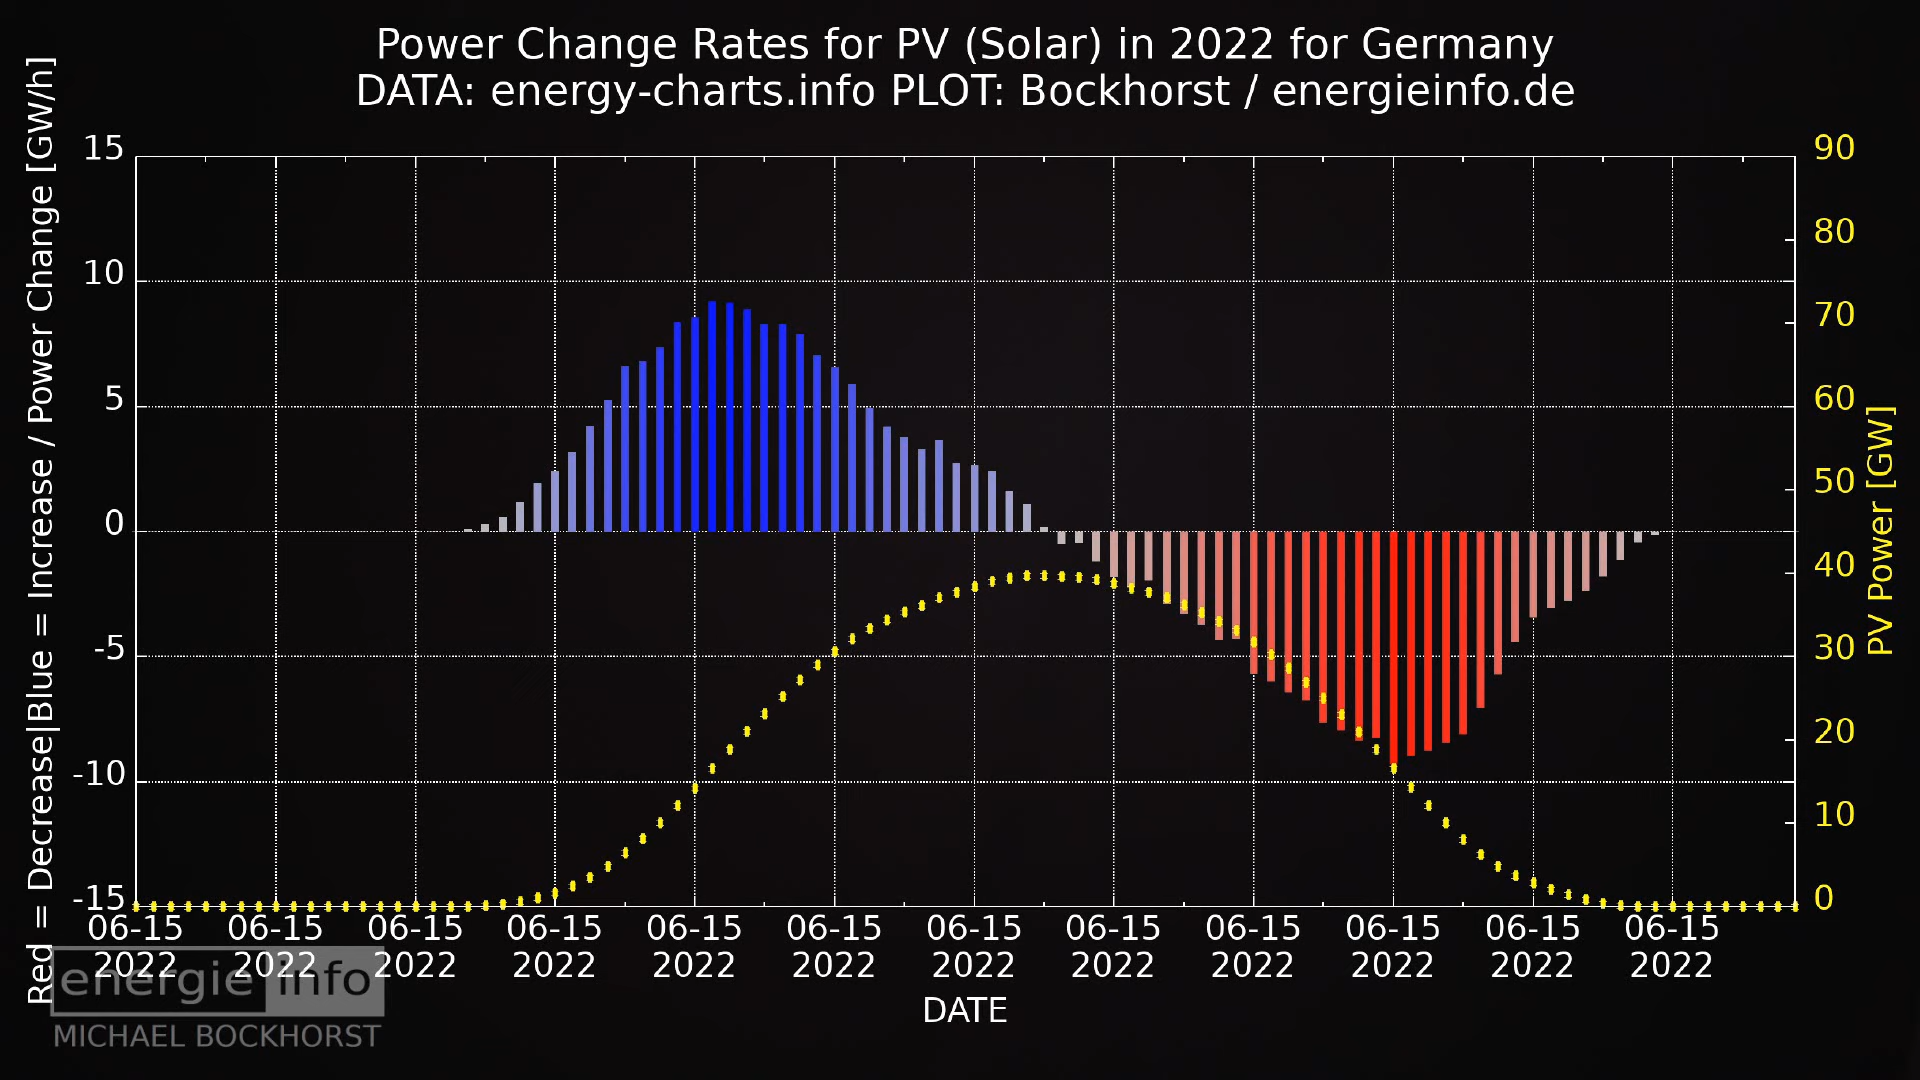 Power Change Rates for PV (Solar) in 2022 for Germany
DATA: energy-charts.info PLOT: Bockhorst / energieinfo.de
Red = Decrease|Blue = Increase / Power Change [GW/h]
15
10
5
0
-5
-10
-15
90
80
70
60
50
40
30
20
10
0
PV Power [GW]
06-15 06-15 06-15 06-15 06-15 06-15 06-15 06-15 06-15 06-15 06-15 06-15
2022 2022 2022 2022 2022 2022 2022 2022 2022 2022 2022 2022
DATE
energie info
MICHAEL BOCKHORST